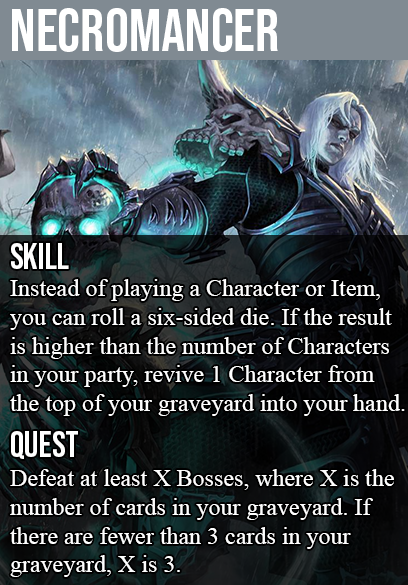 NECROMANCER
SKILL
Instead of playing a Character or Item,
you can roll a six-sided die. If the result
is higher than the number of Characters
in your party, revive 1 Character from
the top of your graveyard into your hand.
QUEST
Defeat at least X Bosses, where X is the
number of cards in your graveyard. If
there are fewer than 3 cards in your
graveyard, X is 3.